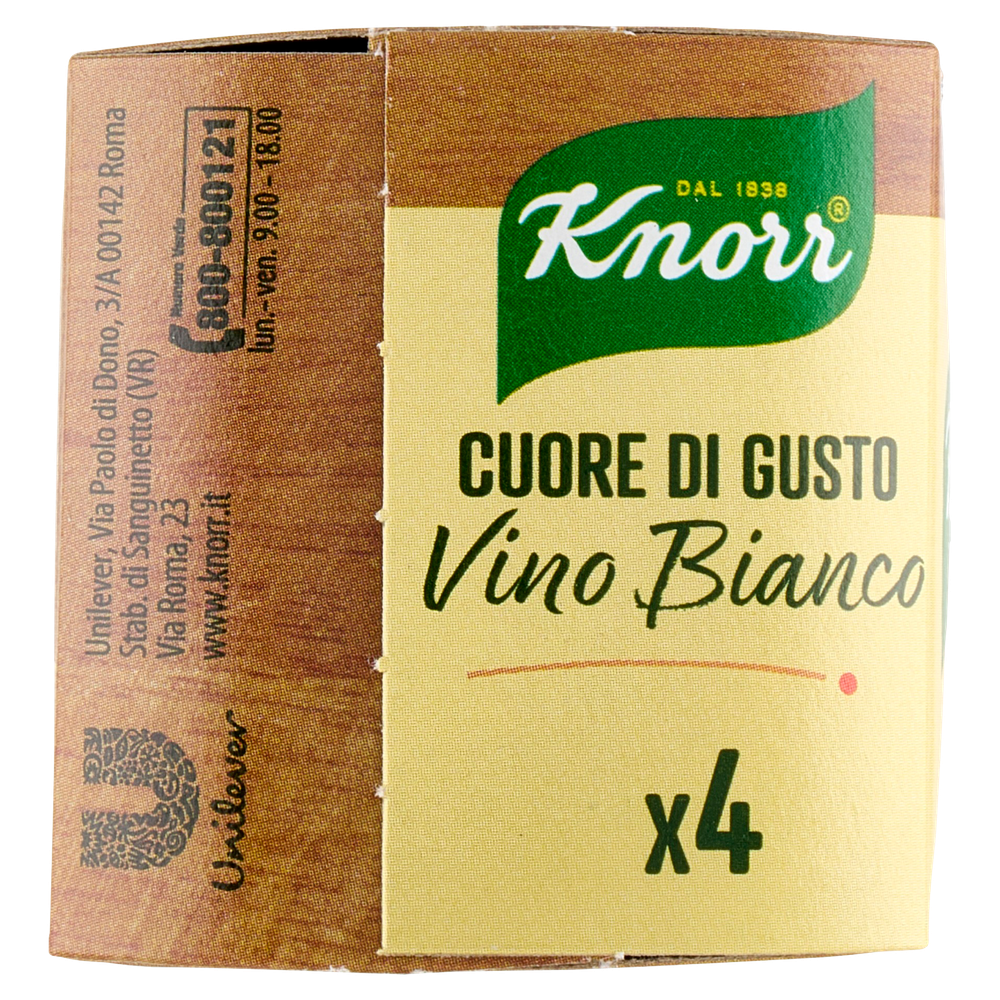 DAL 1838
Knorr®
CUORE DI GUSTO
Vino Bianco
x4
Unilever, Via Paolo di Dono, 3/A 00142 Roma
Stab. di Sanguinetto (VR)
Via Roma, 23
www.knorr.it
Numero Verde
800-800121
lun.-ven. 9.00 – 18.00
Unilever